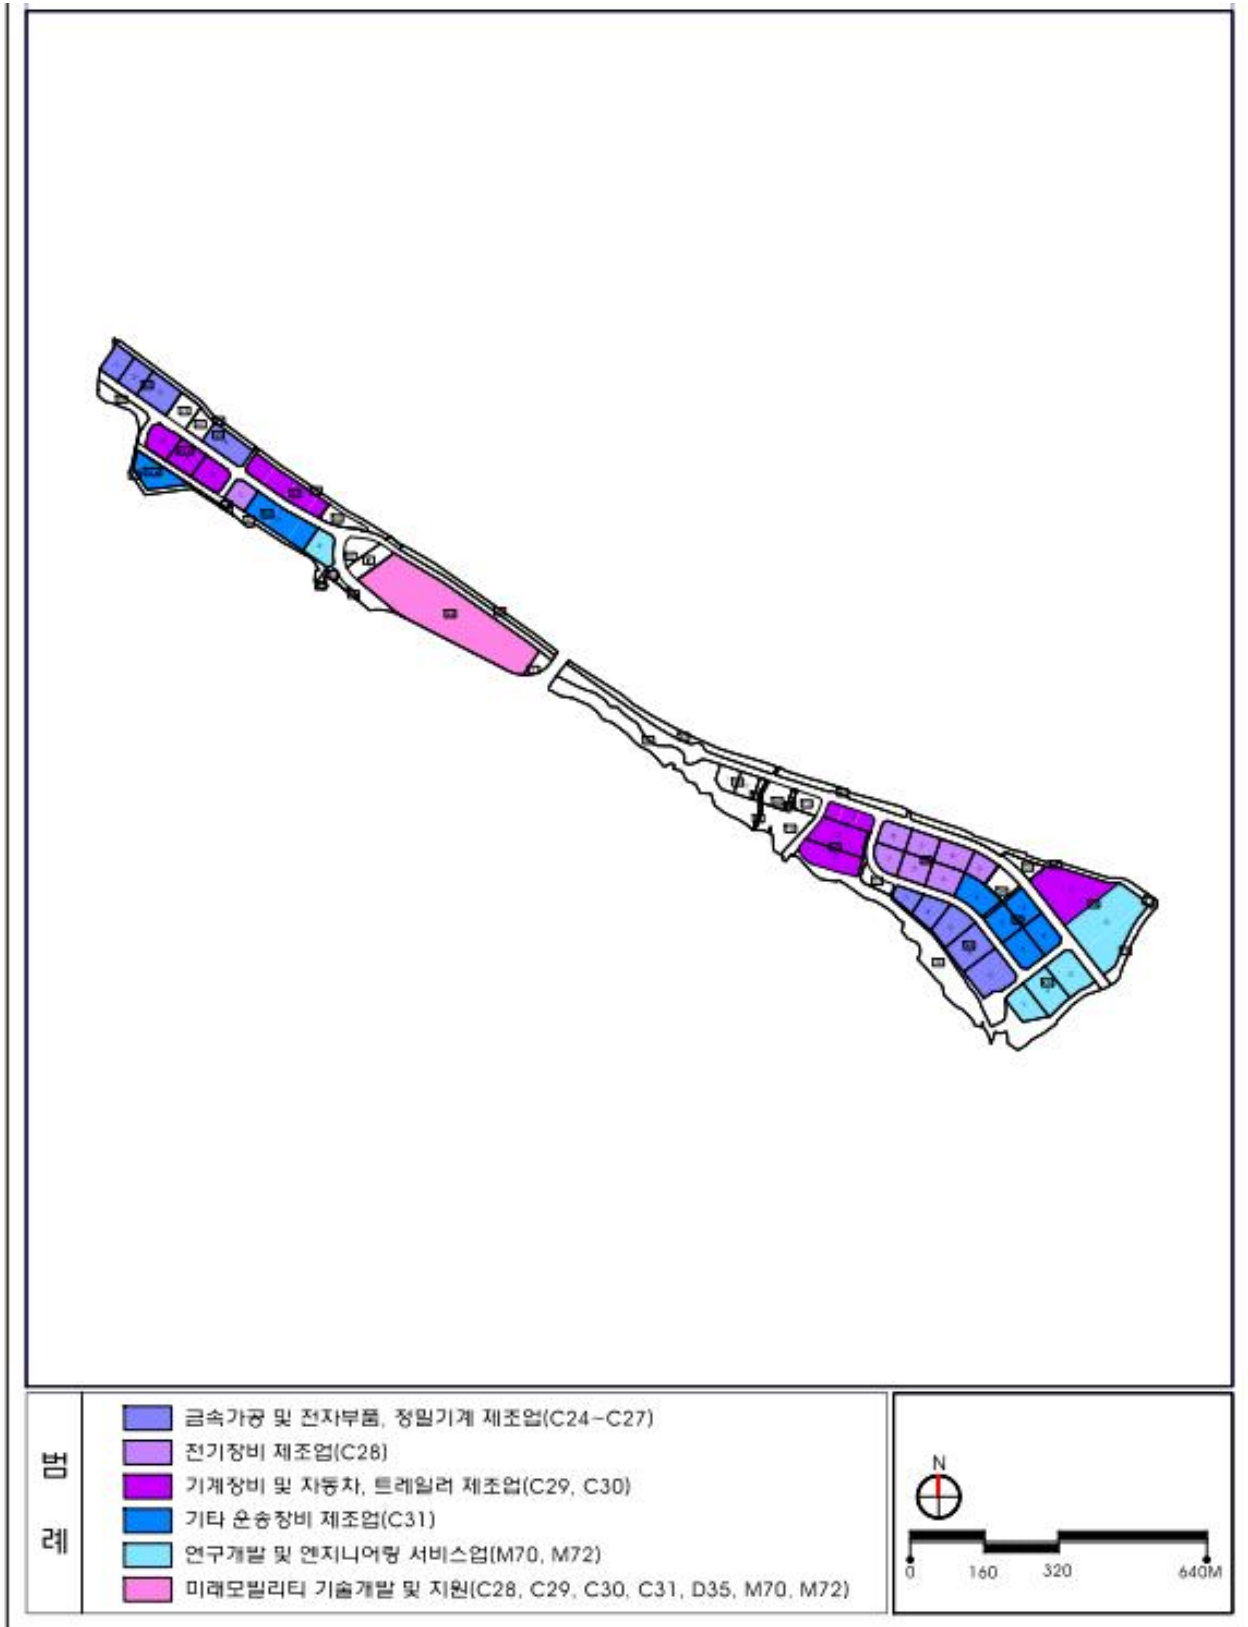 범
례
금속가공 및 전자부품, 정밀기계 제조업(C24~C27)
전기장비 제조업(C28)
기계장비 및 자동차, 트레일러 제조업(C29, C30)
기타 운송장비 제조업(C31)
연구개발 및 엔지니어링 서비스업(M70, M72)
미래모빌리티 기술개발 및 지원(C28, C29, C30, C31, D35, M70, M72)
N
0 160 320 640M